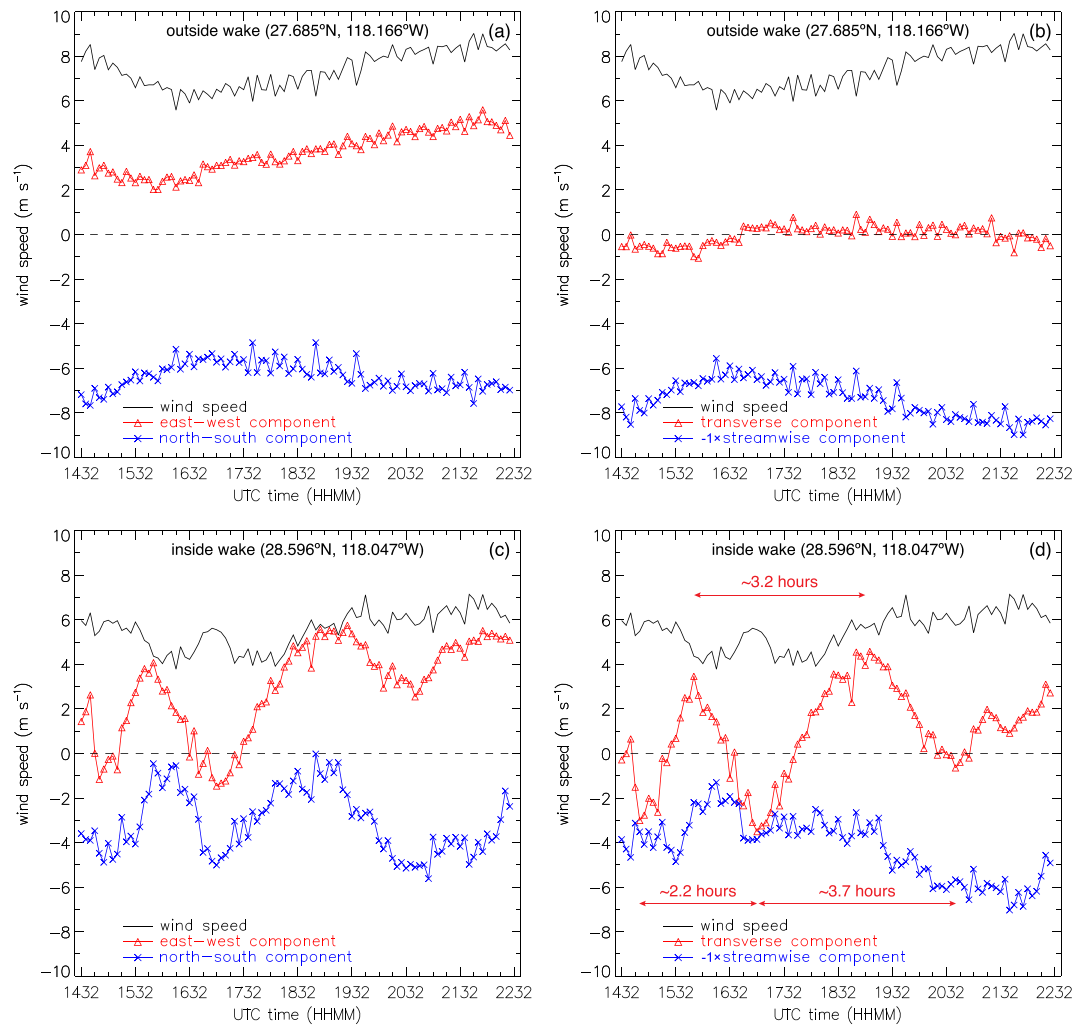 outside wake (27.685ºN, 118.166ºW) (a)
10
8
6
4
2
0
−2
−4
−6
−8
−10
wind speed (m s⁻¹)
wind speed
east−west component
north−south component
1432 1532 1632 1732 1832 1932 2032 2132 2232
UTC time (HHMM)
outside wake (27.685ºN, 118.166ºW) (b)
10
8
6
4
2
0
−2
−4
−6
−8
−10
wind speed (m s⁻¹)
wind speed
transverse component
-1×streamwise component
1432 1532 1632 1732 1832 1932 2032 2132 2232
UTC time (HHMM)
inside wake (28.596ºN, 118.047ºW) (c)
10
8
6
4
2
0
−2
−4
−6
−8
−10
wind speed (m s⁻¹)
wind speed
east−west component
north−south component
1432 1532 1632 1732 1832 1932 2032 2132 2232
UTC time (HHMM)
inside wake (28.596ºN, 118.047ºW) (d)
~3.2 hours
10
8
6
4
2
0
−2
−4
−6
−8
−10
wind speed (m s⁻¹)
~2.2 hours ~3.7 hours
wind speed
transverse component
-1×streamwise component
1432 1532 1632 1732 1832 1932 2032 2132 2232
UTC time (HHMM)